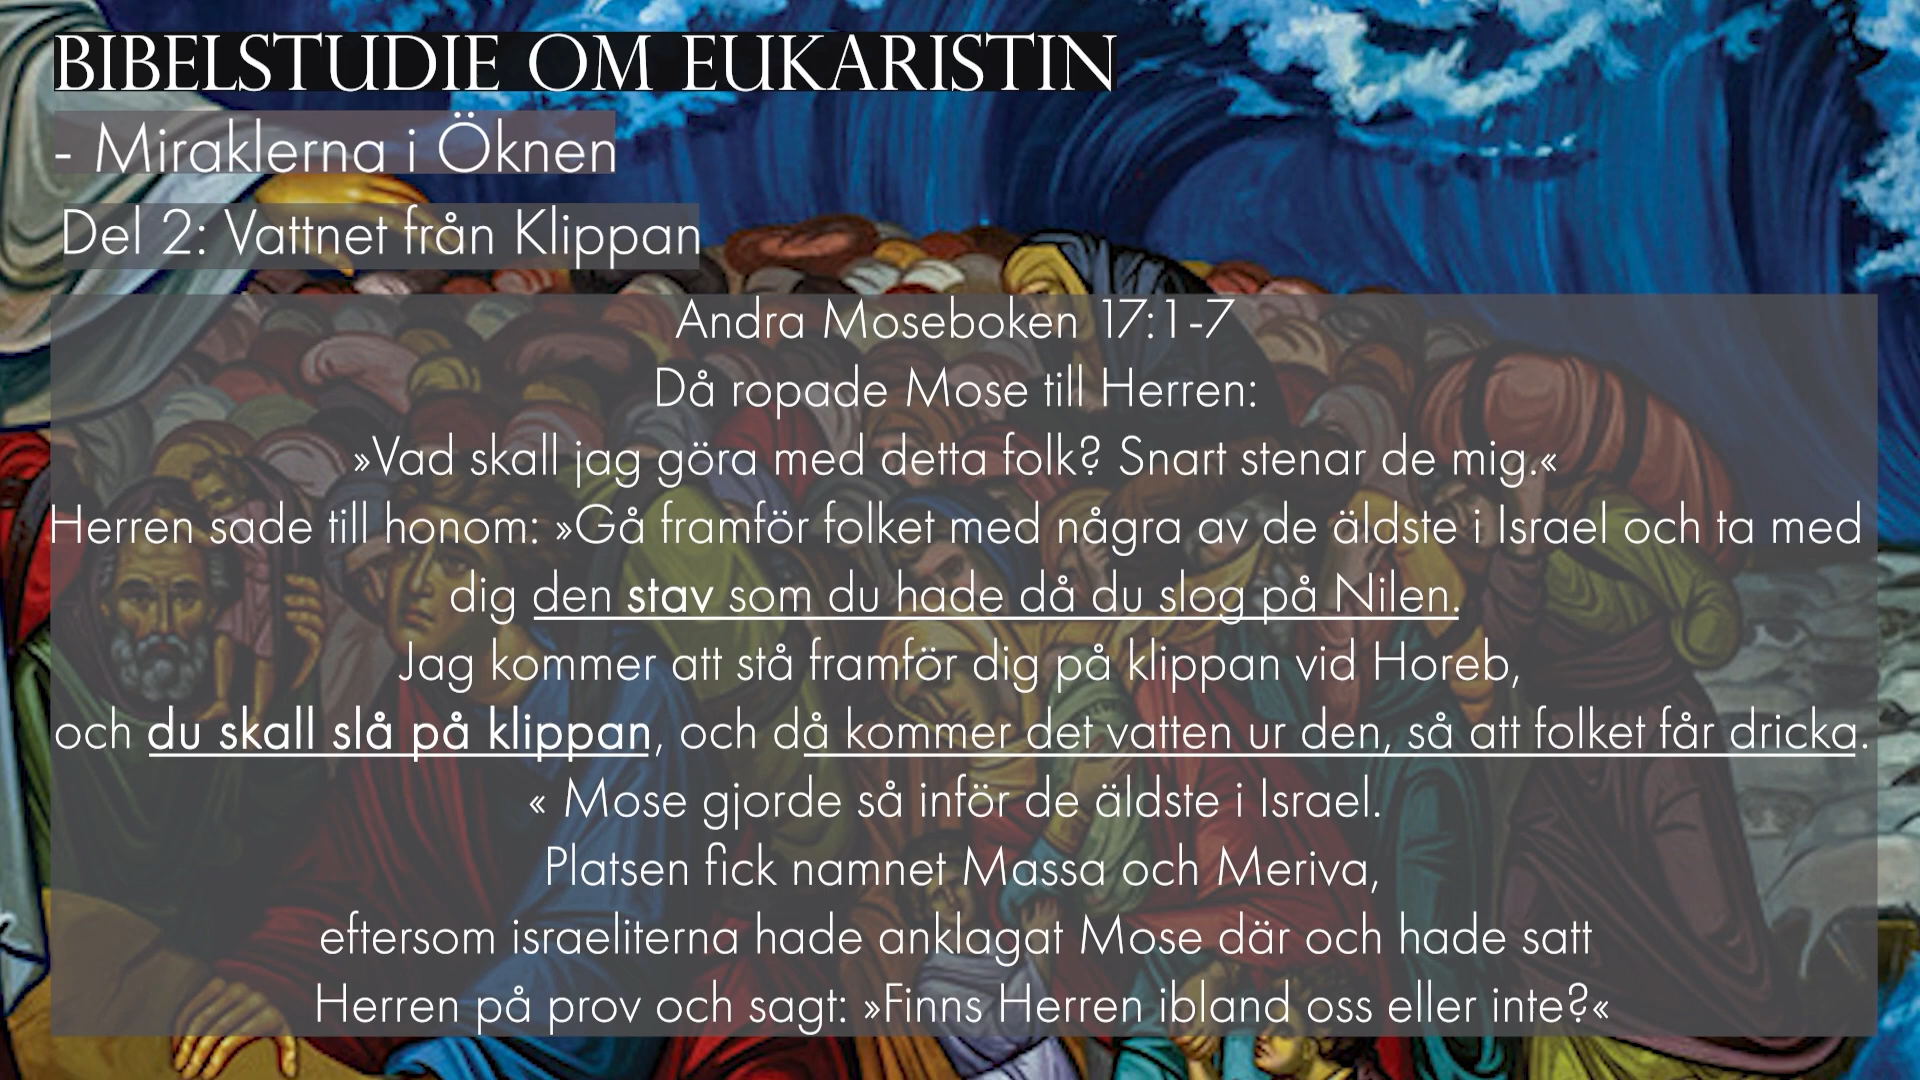 BIBELSTUDIE OM EUKARISTIN
- Miraklerna i Öknen
Del 2: Vattnet från Klippan
Andra Moseboken 17:1-7
Då ropade Mose till Herren:
»Vad skall jag göra med detta folk? Snart stenar de mig.«
Herren sade till honom: »Gå framför folket med några av de äldste i Israel och ta med
dig den stav som du hade då du slog på Nilen.
Jag kommer att stå framför dig på klippan vid Horeb,
och du skall slå på klippan, och då kommer det vatten ur den, så att folket får dricka.
« Mose gjorde så inför de äldste i Israel.
Platsen fick namnet Massa och Meriva,
eftersom israeliterna hade anklagat Mose där och hade satt
Herren på prov och sagt: »Finns Herren ibland oss eller inte?«